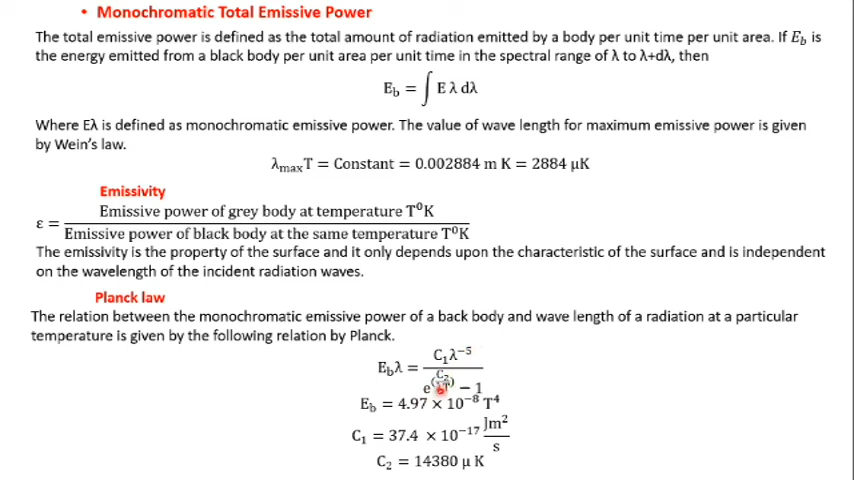 • Monochromatic Total Emissive Power
The total emissive power is defined as the total amount of radiation emitted by a body per unit time per unit area. If E_b is
the energy emitted from a black body per unit area per unit time in the spectral range of λ to λ+dλ, then
E_b = ∫ E λ dλ
Where Eλ is defined as monochromatic emissive power. The value of wave length for maximum emissive power is given
by Wein's law.
λ_max T = Constant = 0.002884 m K = 2884 μK
Emissivity
ε = Emissive power of grey body at temperature T⁰K / Emissive power of black body at the same temperature T⁰K
The emissivity is the property of the surface and it only depends upon the characteristic of the surface and is independent
on the wavelength of the incident radiation waves.
Planck law
The relation between the monochromatic emissive power of a back body and wave length of a radiation at a particular
temperature is given by the following relation by Planck.
E_bλ = C₁λ⁻⁵ / e^(C₂/ T) − 1
E_b = 4.97 × 10⁻⁸ T⁴
C₁ = 37.4 × 10⁻¹⁷ Jm²/s
C₂ = 14380 μ K